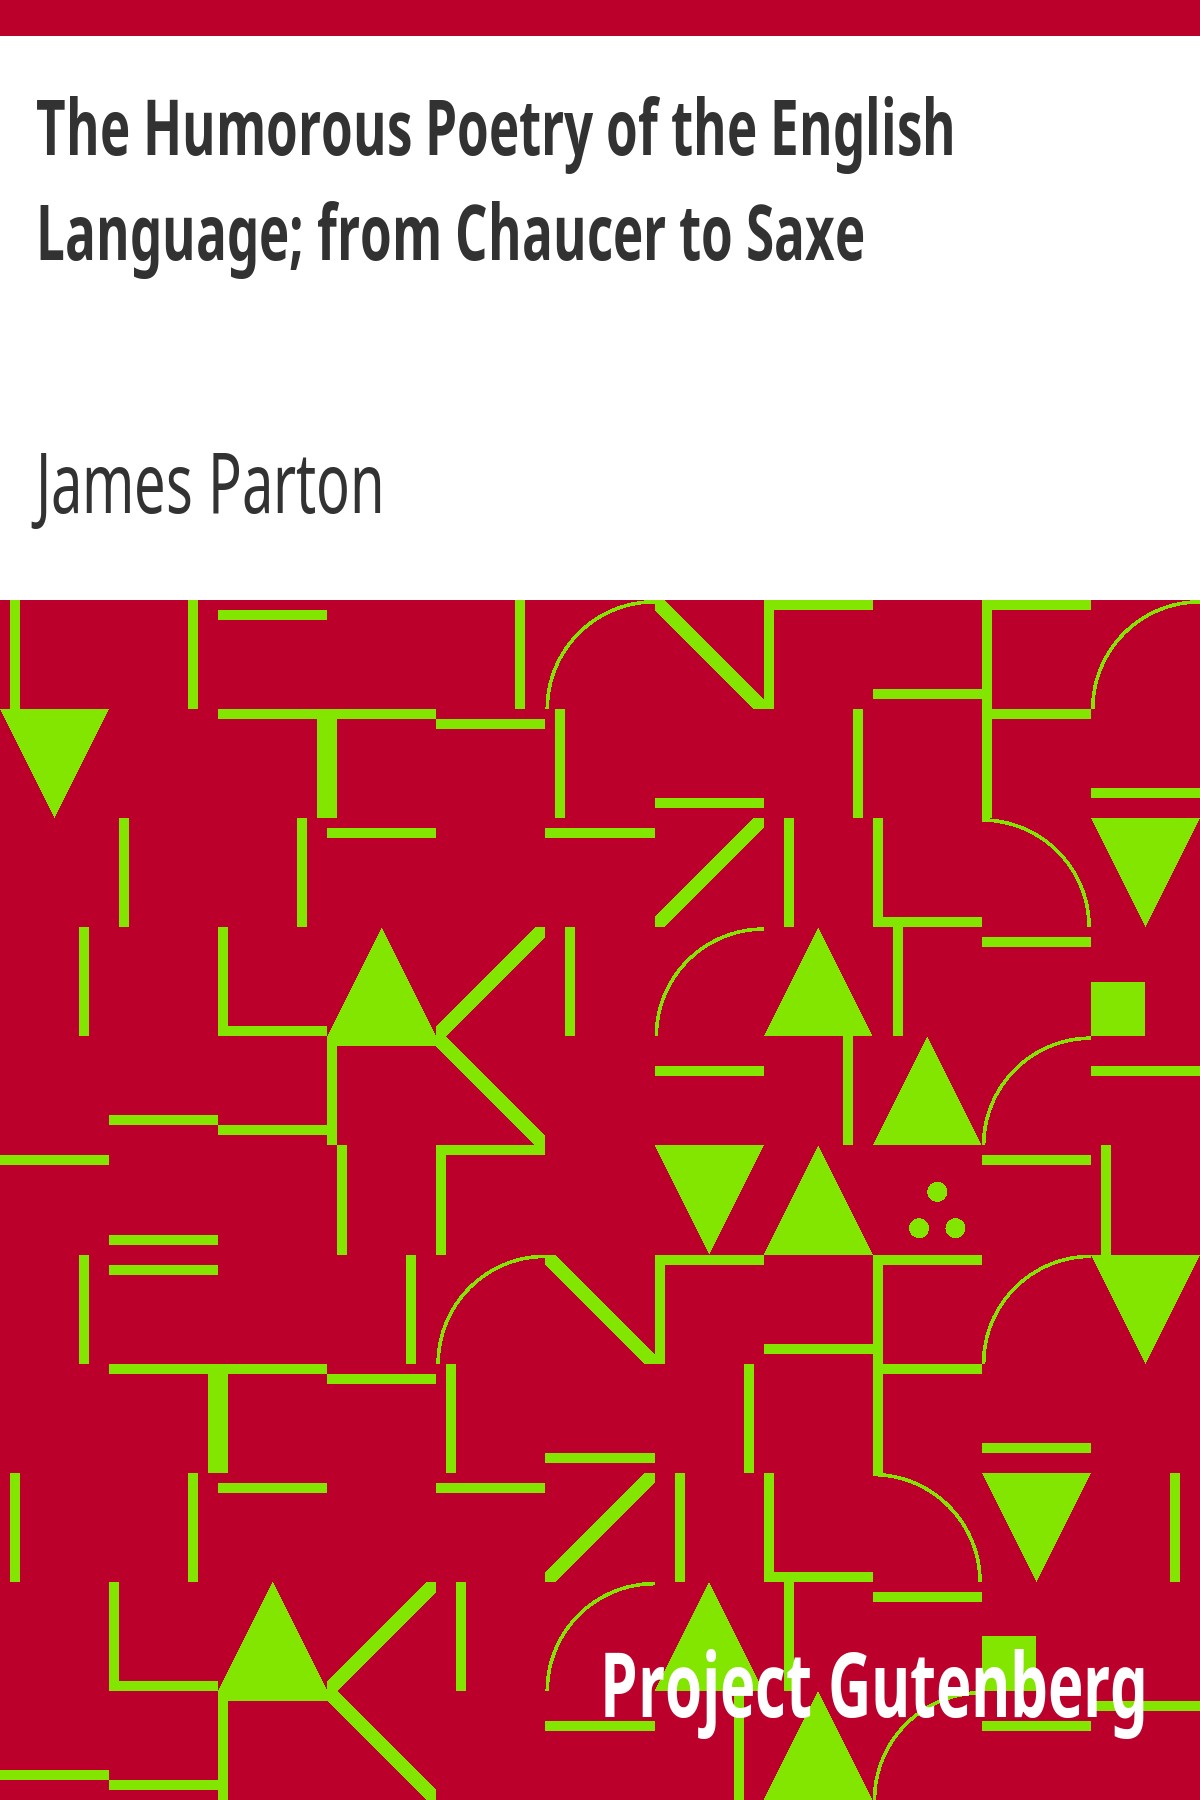 The Humorous Poetry of the English
Language; from Chaucer to Saxe
James Parton
Project Gutenberg